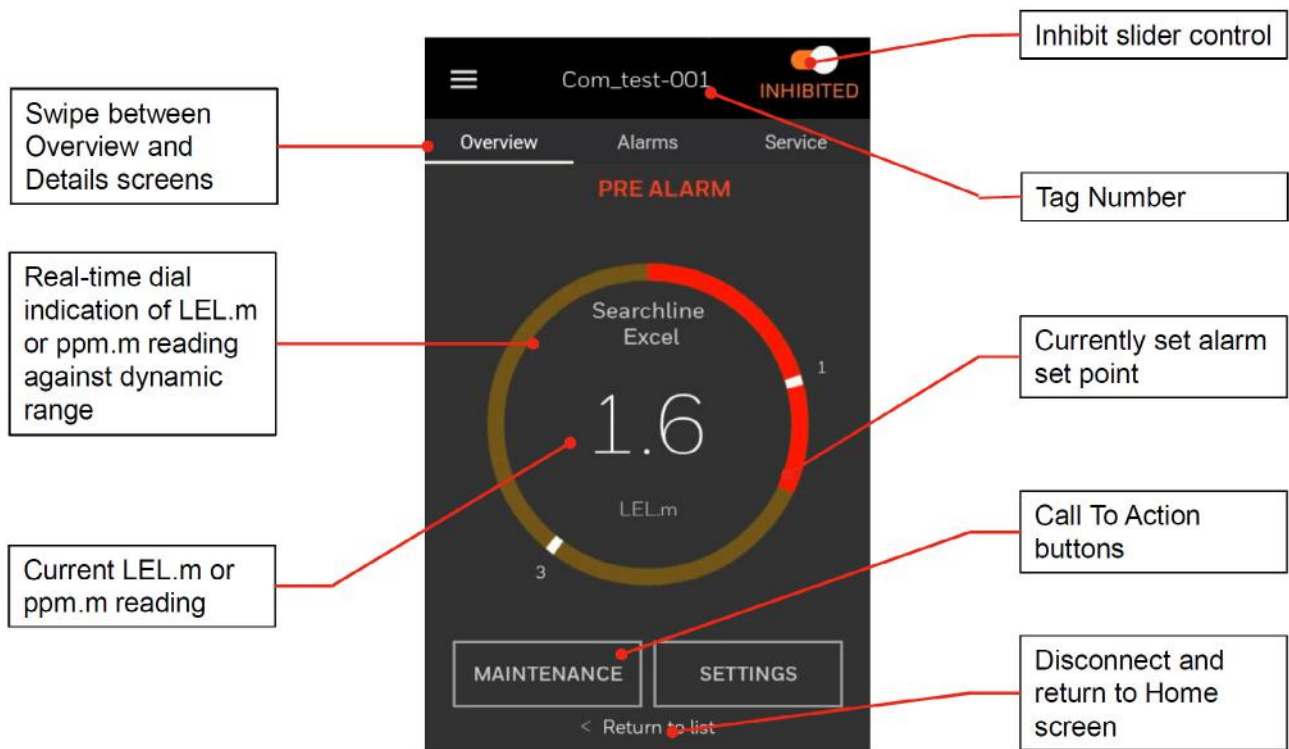 Inhibit slider control
Com_test-001
INHIBITED
Swipe between
Overview and
Details screens
Overview
Alarms
Service
PRE ALARM
Tag Number
Real-time dial
indication of LEL.m
or ppm.m reading
against dynamic
range
Searchline
Excel
1
1.6
LEL.m
3
Currently set alarm
set point
Current LEL.m or
ppm.m reading
Call To Action
buttons
MAINTENANCE
SETTINGS
< Return to list
Disconnect and
return to Home
screen